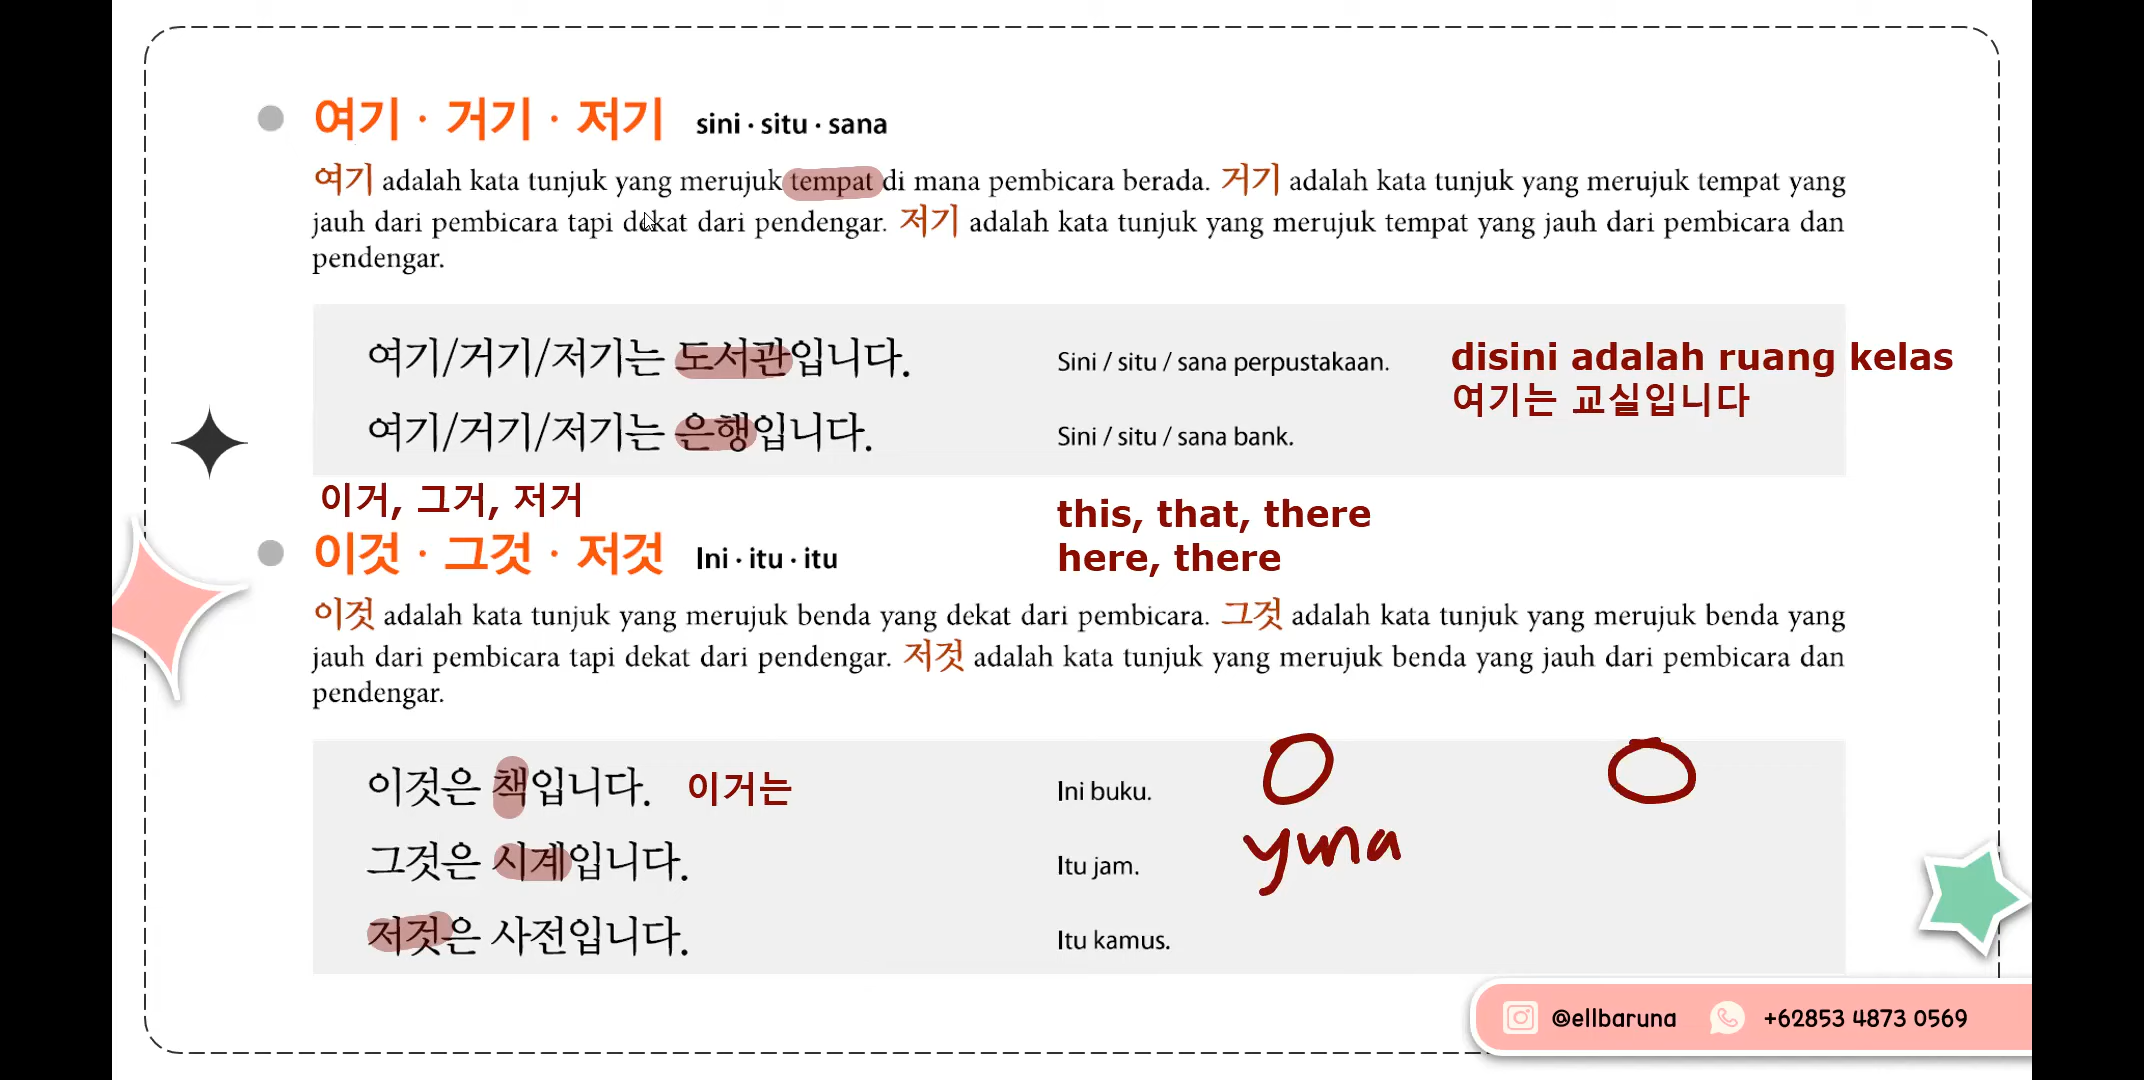 여기 · 거기 · 저기 sini · situ · sana
여기 adalah kata tunjuk yang merujuk tempat di mana pembicara berada. 거기 adalah kata tunjuk yang merujuk tempat yang
jauh dari pembicara tapi dekat dari pendengar. 저기 adalah kata tunjuk yang merujuk tempat yang jauh dari pembicara dan
pendengar.
여기/거기/저기는 도서관입니다. Sini / situ / sana perpustakaan. disini adalah ruang kelas
여기는 교실입니다
여기/거기/저기는 은행입니다. Sini / situ / sana bank.
이거, 그거, 저거 this, that, there
이것 · 그것 · 저것 Ini · itu · itu here, there
이것 adalah kata tunjuk yang merujuk benda yang dekat dari pembicara. 그것 adalah kata tunjuk yang merujuk benda yang
jauh dari pembicara tapi dekat dari pendengar. 저것 adalah kata tunjuk yang merujuk benda yang jauh dari pembicara dan
pendengar.
이것은 책입니다. 이거는 Ini buku.
그것은 시계입니다. Itu jam. yuna
저것은 사전입니다. Itu kamus.
@ellbaruna +62853 4873 0569